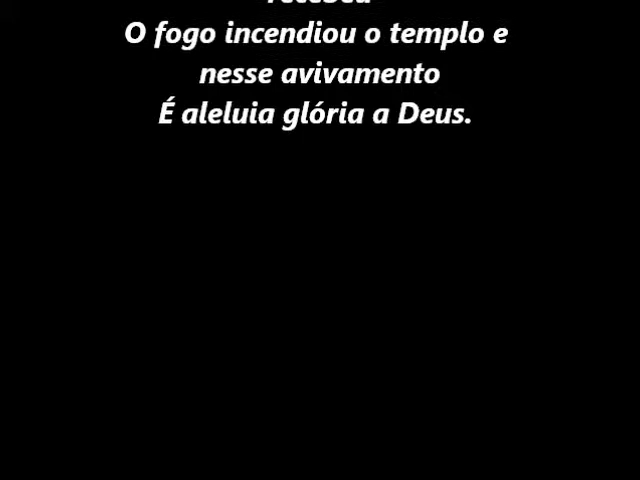 O fogo incendiou o templo e
nesse avivamento
É aleluia glória a Deus.